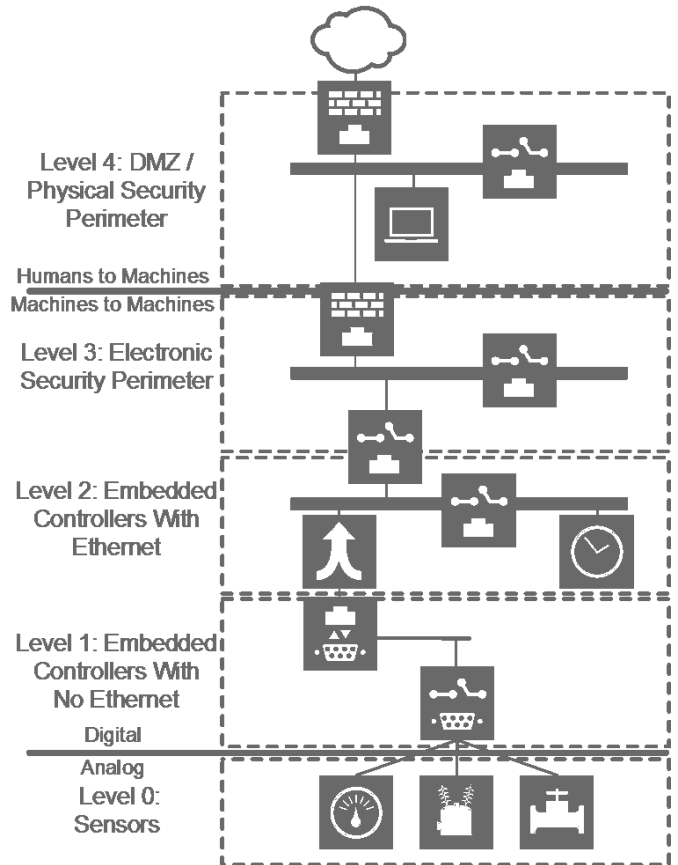 Level 4: DMZ /
Physical Security
Perimeter
Humans to Machines
Machines to Machines
Level 3: Electronic
Security Perimeter
Level 2: Embedded
Controllers With
Ethernet
Level 1: Embedded
Controllers With
No Ethernet
Digital
Analog
Level 0:
Sensors